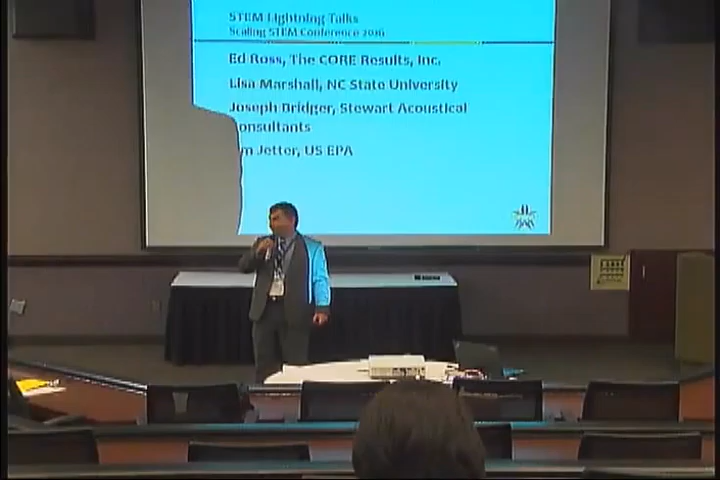 STEM Lightning Talks
Scaling STEM Conference 2016
Ed Ross, The CORE Results, Inc.
Lisa Marshall, NC State University
Joseph Bridger, Stewart Acoustical
onsultants
m Jetter, US EPA